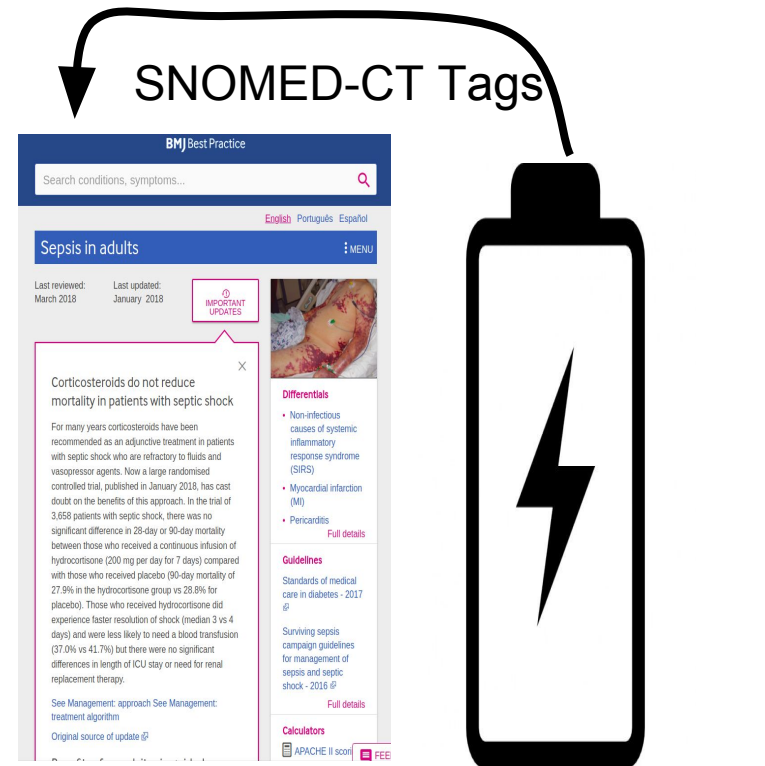 SNOMED-CT Tags
BMJ Best Practice
Search conditions, symptoms...
English Português Español
Sepsis in adults
MENU
Last reviewed:
March 2018
Last updated:
January 2018
IMPORTANT
UPDATES
X
Corticosteroids do not reduce
mortality in patients with septic shock
For many years corticosteroids have been
recommended as an adjunctive treatment in patients
with septic shock who are refractory to fluids and
vasopressor agents. Now a large randomised
controlled trial, published in January 2018, has cast
doubt on the benefits of this approach. In the trial of
3,658 patients with septic shock, there was no
significant difference in 28-day or 90-day mortality
between those who received a continuous infusion of
hydrocortisone (200 mg per day for 7 days) compared
with those who received placebo (90-day mortality of
27.9% in the hydrocortisone group vs 28.8% for
placebo). Those who received hydrocortisone did
experience faster resolution of shock (median 3 vs 4
days) and were less likely to need a blood transfusion
(37.0% vs 41.7%) but there were no significant
differences in length of ICU stay or need for renal
replacement therapy.
See Management: approach See Management:
treatment algorithm
Original source of update
Differentials
• Non-infectious
causes of systemic
inflammatory
response syndrome
(SIRS)
• Myocardial infarction
(MI)
• Pericarditis
Full details
Guidelines
Standards of medical
care in diabetes - 2017
Surviving sepsis
campaign guidelines
for management of
sepsis and septic
shock - 2016
Full details
Calculators
APACHE II scori
FEE